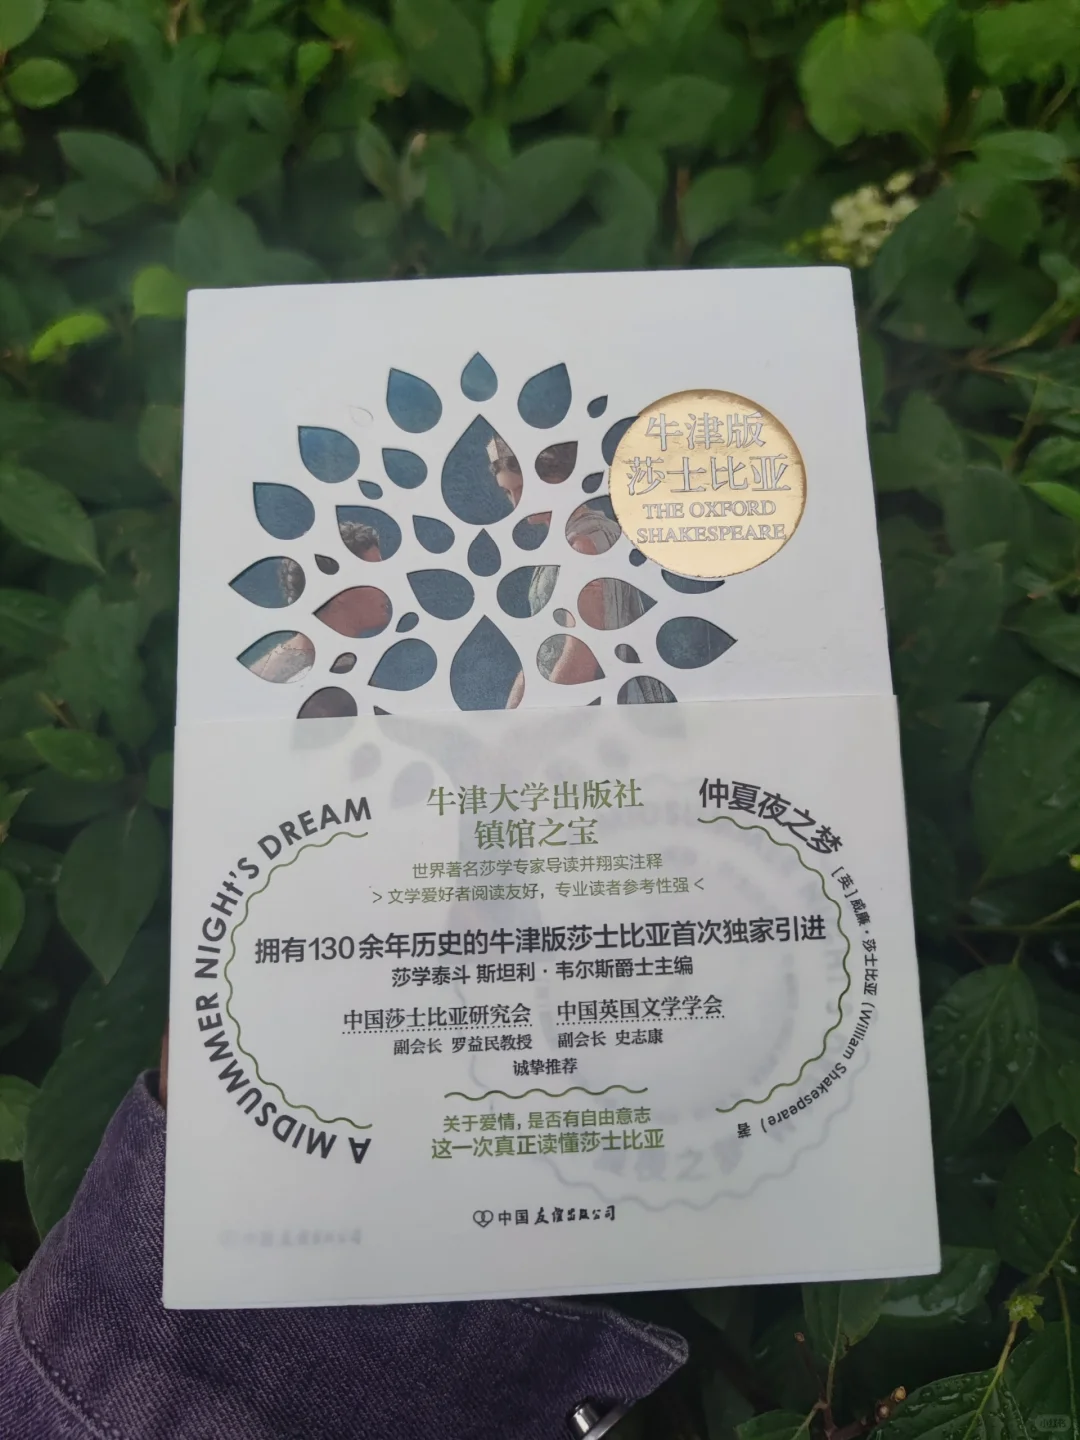 牛津版
莎士比亚
THE OXFORD
SHAKESPEARE
牛津大学出版社
镇馆之宝
世界著名莎学专家导读并翔实注释
>文学爱好者阅读友好，专业读者参考性强<
拥有130余年历史的牛津版莎士比亚首次独家引进
莎学泰斗 斯坦利·韦尔斯爵士主编
中国莎士比亚研究会 中国英国文学学会
副会长 罗益民教授 副会长 史志康
诚挚推荐
关于爱情，是否有自由意志
这一次真正读懂莎士比亚
A MIDSUMMER NIGHt'S DREAM
仲夏夜之梦
[英]威廉·莎士比亚（William Shakespeare）著
中国友谊出版公司
小红书